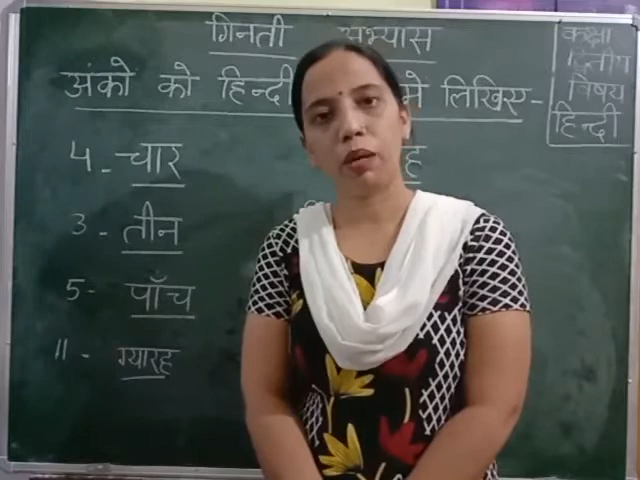 गिनती अभ्यास
अंकों को हिन्दी में लिखिए-
4- चार
3- तीन
5- पाँच
11- ग्यारह
ह
कक्षा
द्वितीय
विषय
हिन्दी